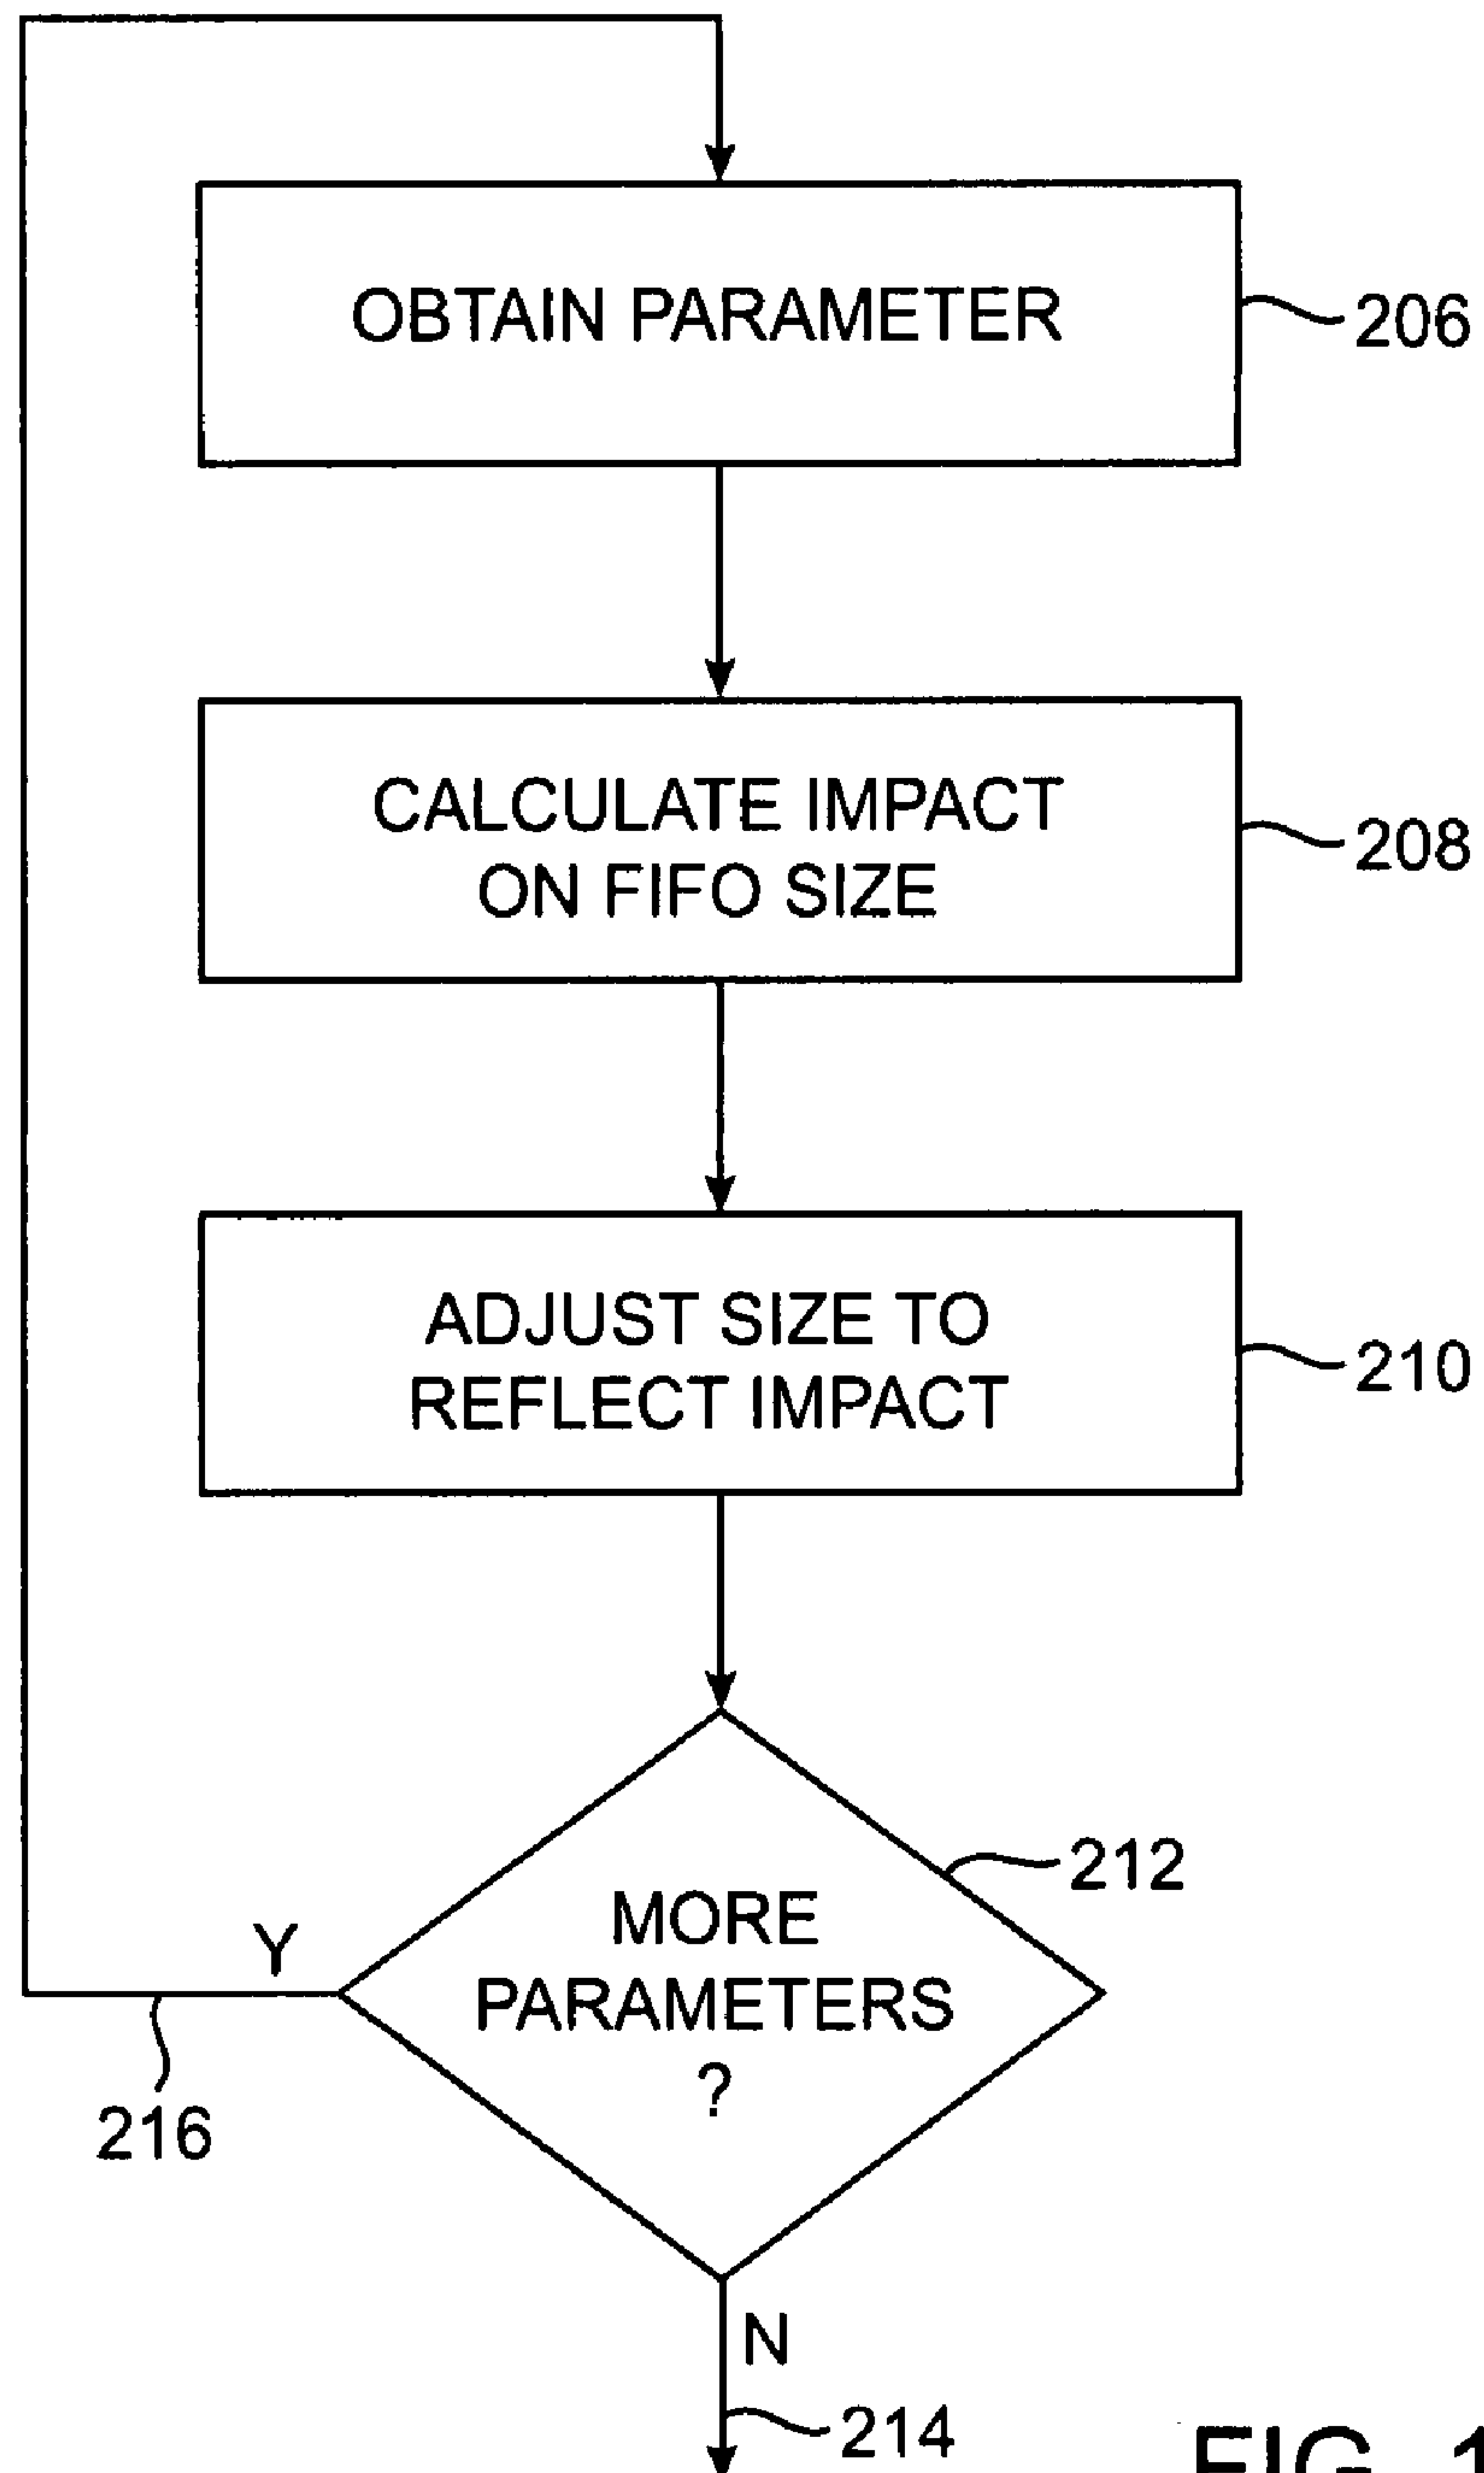 OBTAIN PARAMETER
206
CALCULATE IMPACT
ON FIFO SIZE
208
ADJUST SIZE TO
REFLECT IMPACT
210
212
MORE
PARAMETERS
?
Y
216
N
214
FIG.